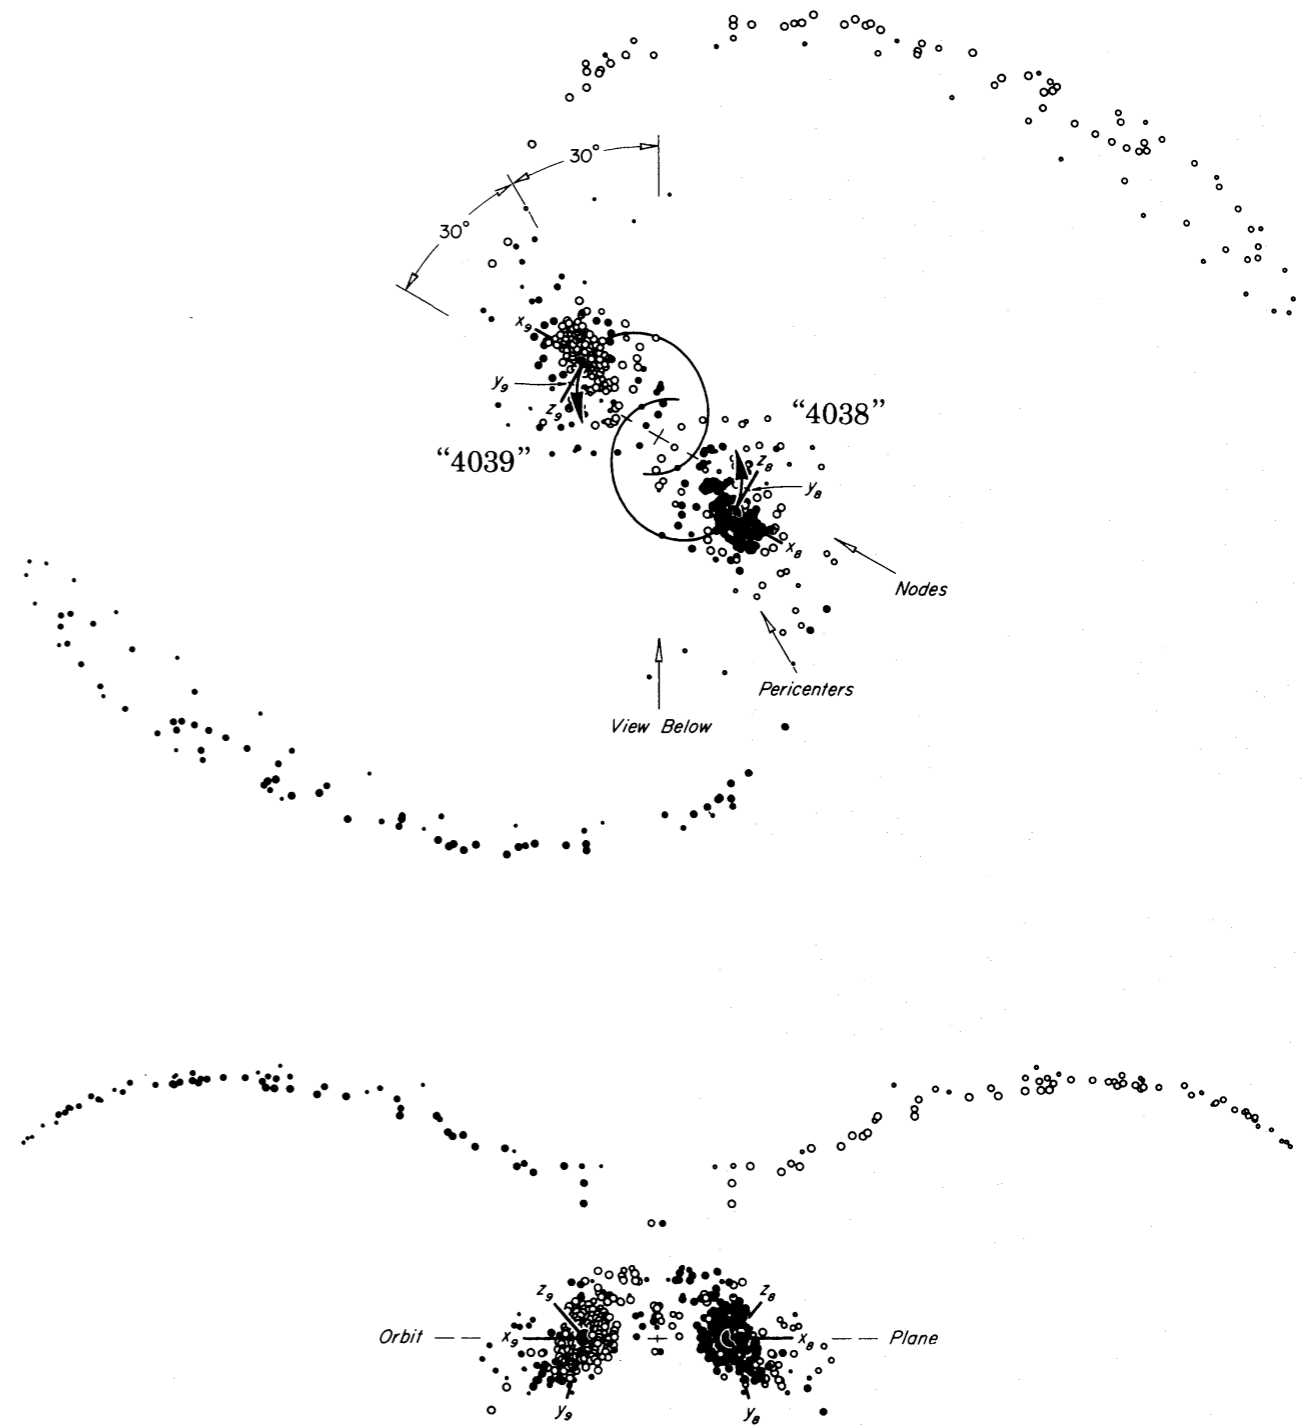 30°
30°
x₉
y₉
z₉
“4038”
“4039”
z₈
y₈
x₈
Nodes
Pericenters
View Below
z₉
z₈
Orbit
x₉
x₈
Plane
y₉
y₈